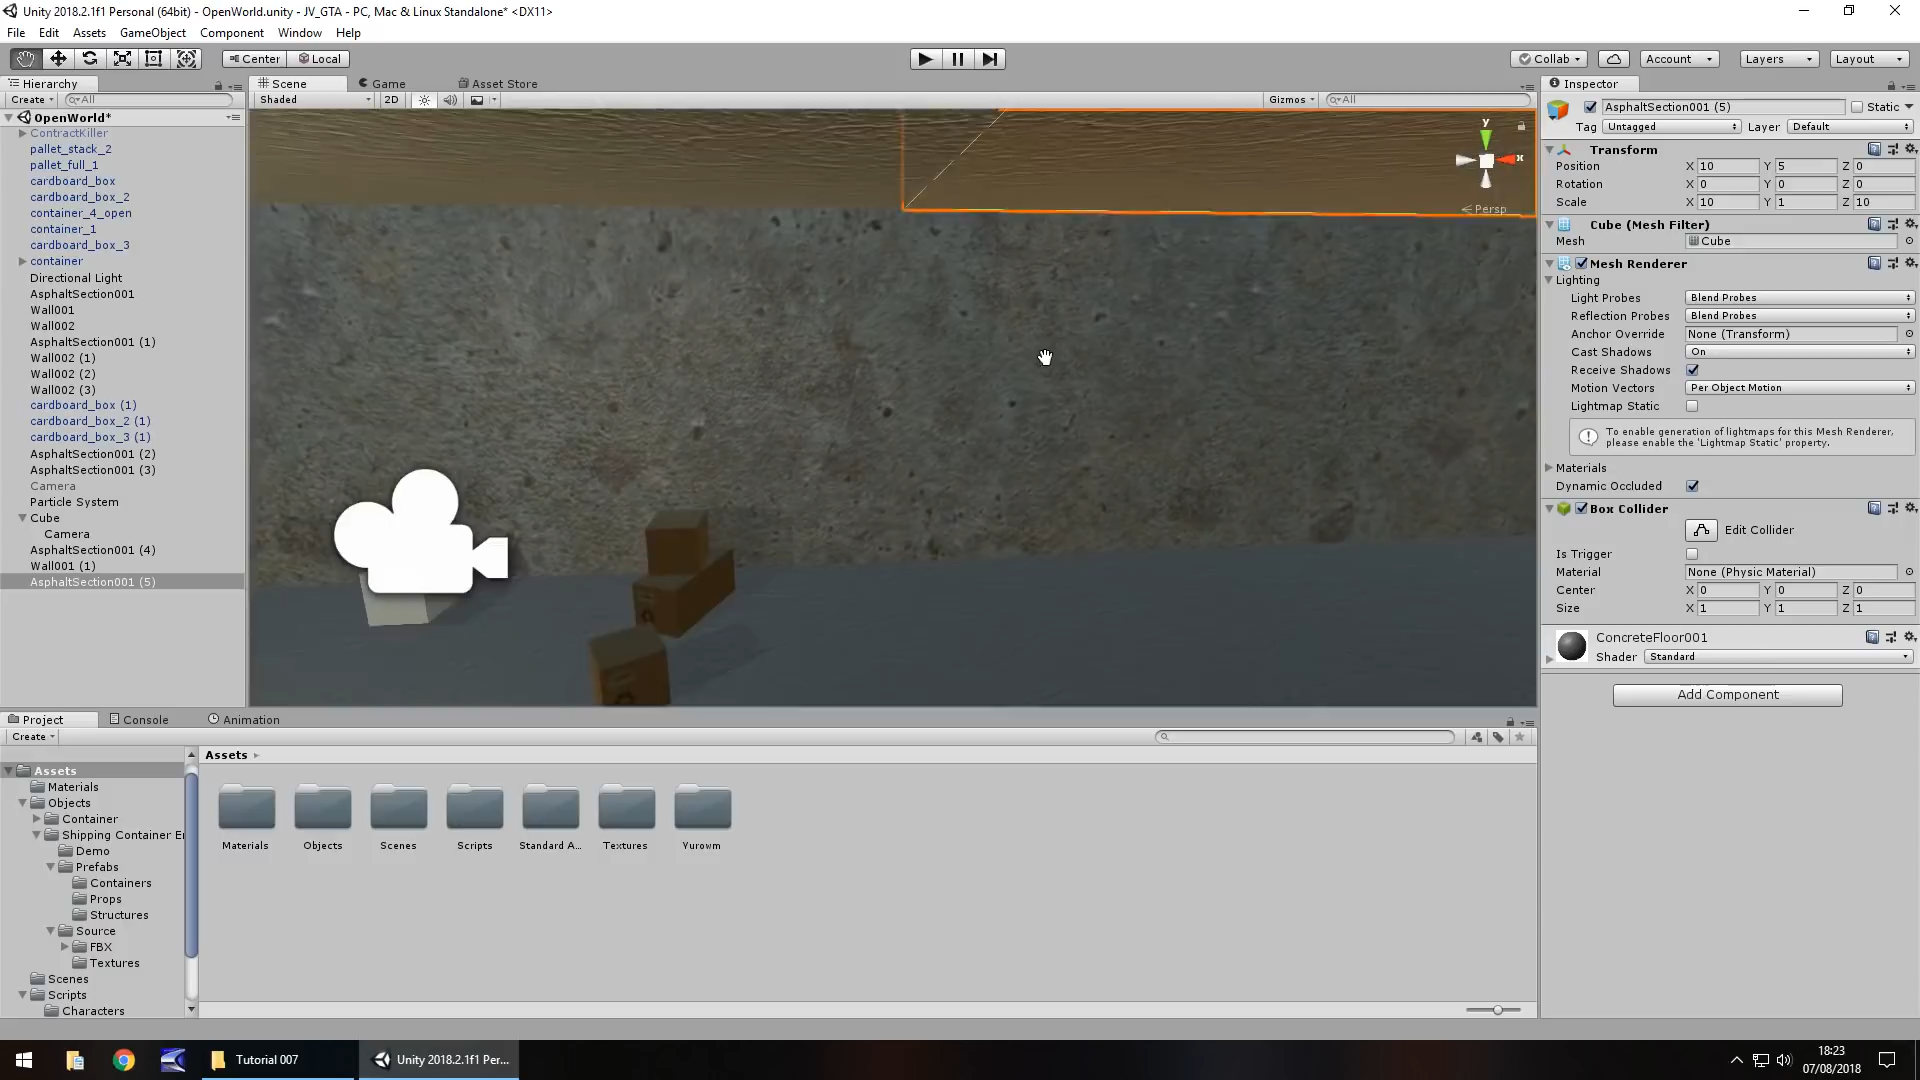 Unity 2018.2.1f1 Personal (64bit) - OpenWorld.unity - JV_GTA - PC, Mac & Linux Standalone* <DX11>
File Edit Assets GameObject Component Window Help
Center Local Collab Account Layers Layout
Hierarchy
Create All
OpenWorld*
ContractKiller
pallet_stack_2
pallet_full_1
cardboard_box
cardboard_box_2
container_4_open
container_1
cardboard_box_3
container
Directional Light
AsphaltSection001
Wall001
Wall002
AsphaltSection001 (1)
Wall002 (1)
Wall002 (2)
Wall002 (3)
cardboard_box (1)
cardboard_box_2 (1)
cardboard_box_3 (1)
AsphaltSection001 (2)
AsphaltSection001 (3)
Camera
Particle System
Cube
Camera
AsphaltSection001 (4)
Wall001 (1)
AsphaltSection001 (5)
Scene Game Asset Store
Shaded 2D Gizmos All
y
x
Persp
Inspector
AsphaltSection001 (5) Static
Tag Untagged Layer Default
Transform
Position X 10 Y 5 Z 0
Rotation X 0 Y 0 Z 0
Scale X 10 Y 1 Z 10
Cube (Mesh Filter)
Mesh Cube
Mesh Renderer
Lighting
Light Probes Blend Probes
Reflection Probes Blend Probes
Anchor Override None (Transform)
Cast Shadows On
Receive Shadows
Motion Vectors Per Object Motion
Lightmap Static
To enable generation of lightmaps for this Mesh Renderer,
please enable the 'Lightmap Static' property.
Materials
Dynamic Occluded
Box Collider
Edit Collider
Is Trigger
Material None (Physic Material)
Center X 0 Y 0 Z 0
Size X 1 Y 1 Z 1
ConcreteFloor001
Shader Standard
Add Component
Project Console Animation
Create
Assets
Materials
Objects
Container
Shipping Container E
Demo
Prefabs
Containers
Props
Structures
Source
FBX
Textures
Scenes
Scripts
Characters
Assets
Materials Objects Scenes Scripts Standard A... Textures Yurowm
Tutorial 007 Unity 2018.2.1f1 Per...
18:23
07/08/2018